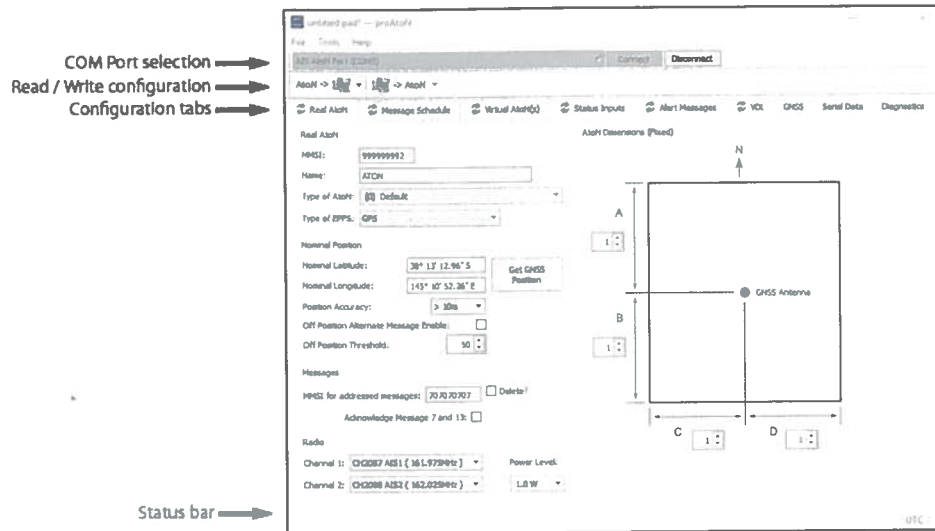 untitled.pad* — proAtoN
File Tools Help
COM Port selection
AIS AtoN Port (COM5) Connect Disconnect
Read / Write configuration
AtoN -> -> AtoN
Configuration tabs
Real AtoN Message Schedule Virtual AtoN(s) Status Inputs Alert Messages VDL GNSS Serial Data Diagnostics
Real AtoN
AtoN Dimensions (Fixed)
MMSI: 999999992
Name: ATON
Type of AtoN: (0) Default
Type of EPFS: GPS
N
A
1
Nominal Position
Nominal Latitude: 38° 13' 12.96" S
Nominal Longitude: 145° 10' 52.26" E
Get GNSS
Position
Position Accuracy: > 10m
Off Position Alternate Message Enable:
Off Position Threshold: 50
GNSS Antenna
B
1
Messages
MMSI for addressed messages: 707070707 Delete?
Acknowledge Message 7 and 13:
C
1
D
1
Radio
Channel 1: CH2087 AIS1 ( 161.975MHz )
Power Level:
Channel 2: CH2088 AIS2 ( 162.025MHz )
1.0 W
Status bar
UTC